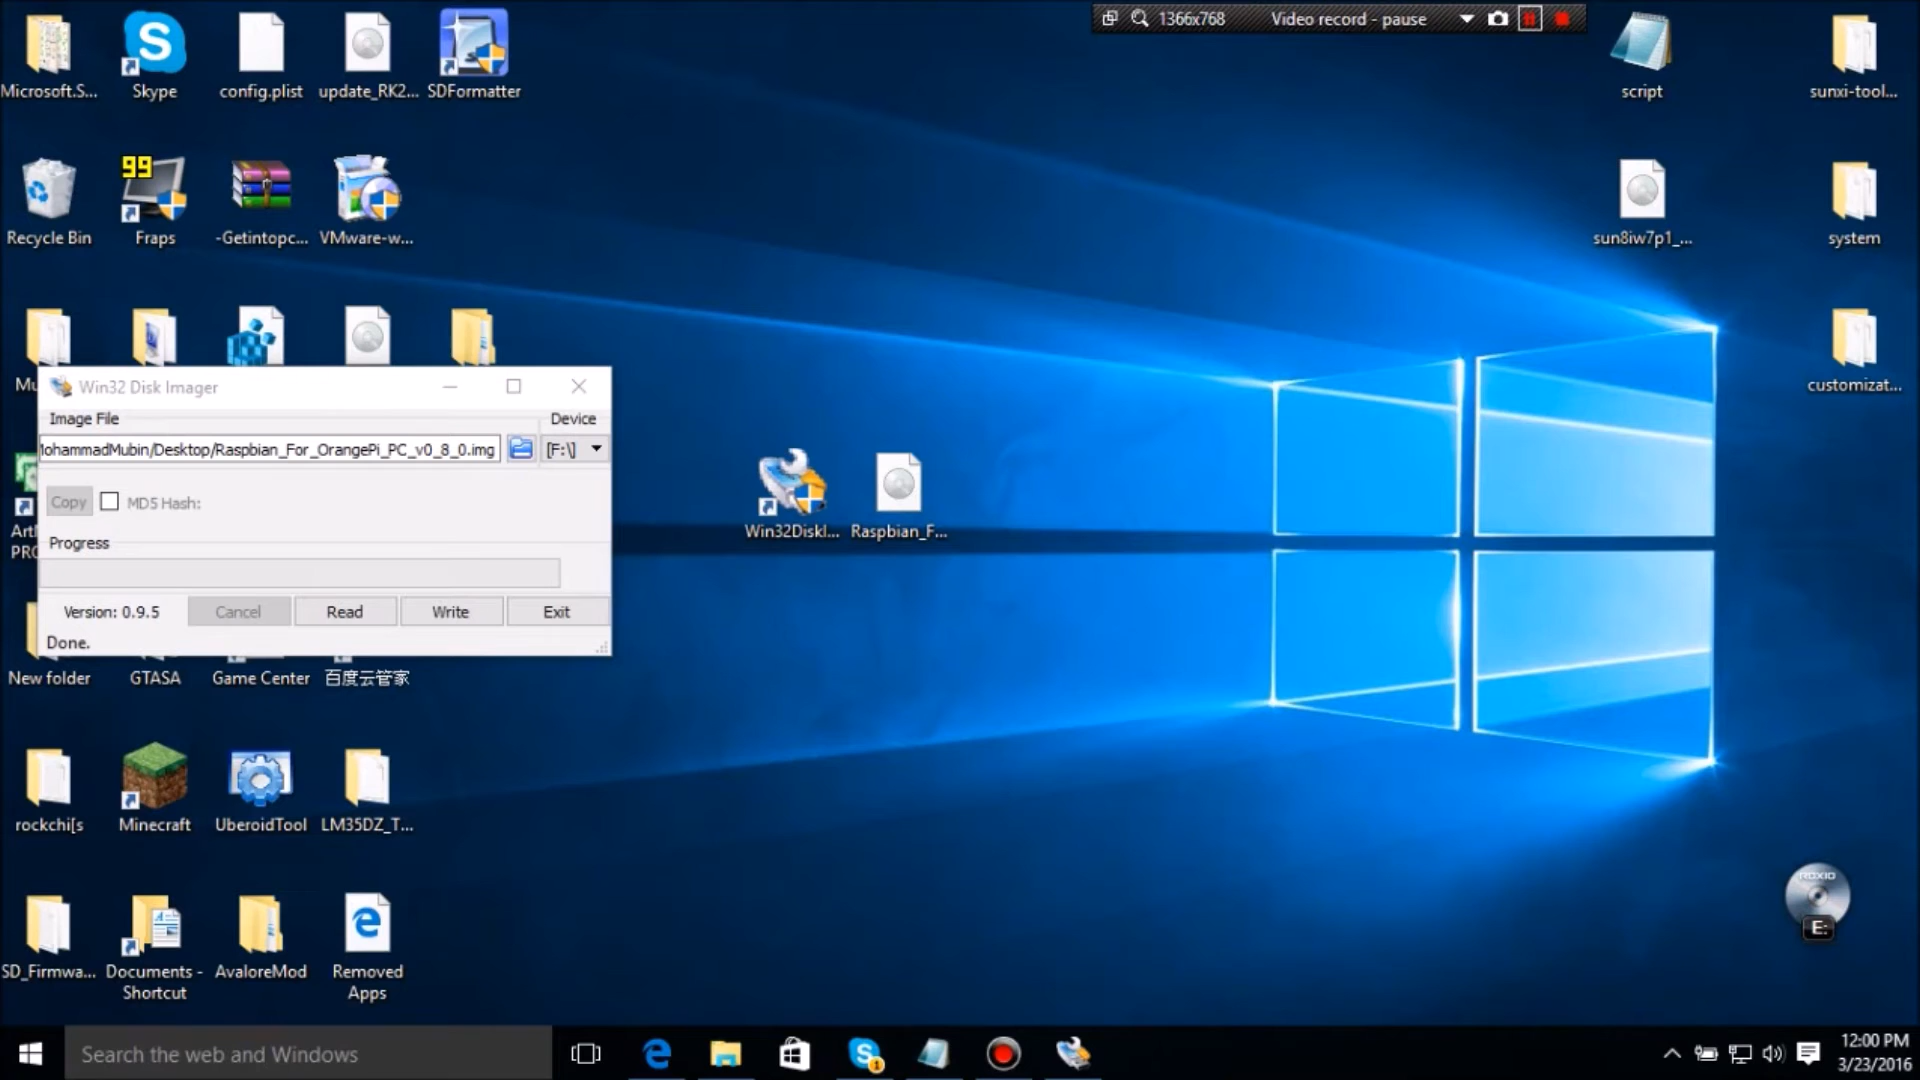 1366x768
Video record - pause
Microsoft.S...
Skype
config.plist
update_RK2...
SDFormatter
script
sunxi-tool...
99
Recycle Bin
Fraps
-Getintopc...
VMware-w...
sun8iw7p1_...
system
customizat...
Win32 Disk Imager
Image File
Device
MohammadMubin/Desktop/Raspbian_For_OrangePi_PC_v0_8_0.img
[F:\]
Copy
MD5 Hash:
Progress
Version: 0.9.5
Cancel
Read
Write
Exit
Done.
Win32DiskI...
Raspbian_F...
New folder
GTASA
Game Center
百度云管家
rockchi[s
Minecraft
UberoidTool
LM35DZ_T...
ROXIO
E:
SD_Firmwa...
Documents -
Shortcut
AvaloreMod
Removed
Apps
Search the web and Windows
1
12:00 PM
3/23/2016